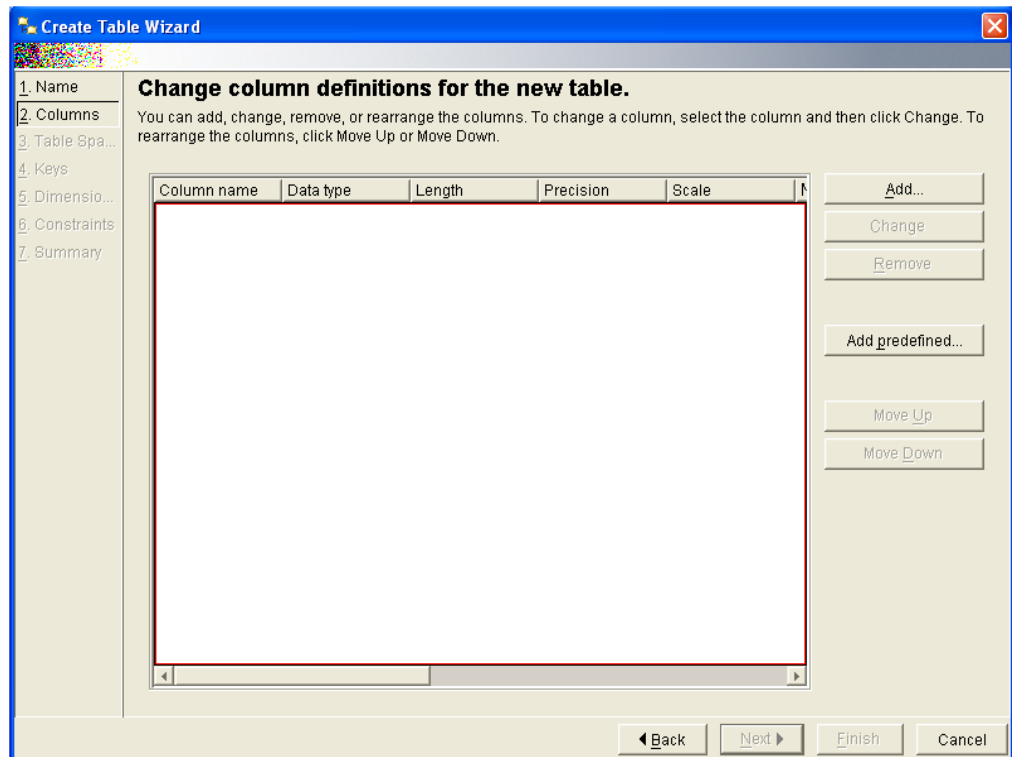 Create Table Wizard
1. Name
2. Columns
3. Table Spa...
4. Keys
5. Dimensio...
6. Constraints
7. Summary
Change column definitions for the new table.
You can add, change, remove, or rearrange the columns. To change a column, select the column and then click Change. To
rearrange the columns, click Move Up or Move Down.
Column name Data type Length Precision Scale
Add...
Change
Remove
Add predefined...
Move Up
Move Down
Back Next Finish Cancel